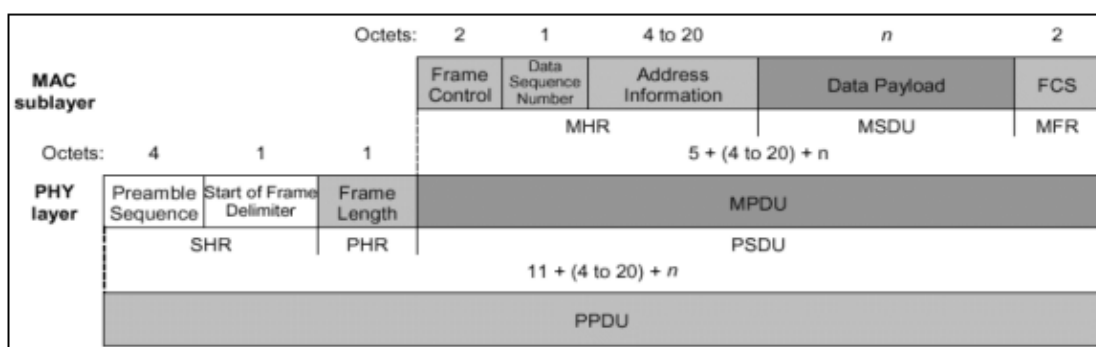 Octets: 2 1 4 to 20 n 2
MAC sublayer
Frame Control
Data Sequence Number
Address Information
Data Payload
FCS
MHR MSDU MFR
Octets: 4 1 1 5 + (4 to 20) + n
PHY layer
Preamble Sequence
Start of Frame Delimiter
Frame Length
MPDU
SHR PHR PSDU
11 + (4 to 20) + n
PPDU